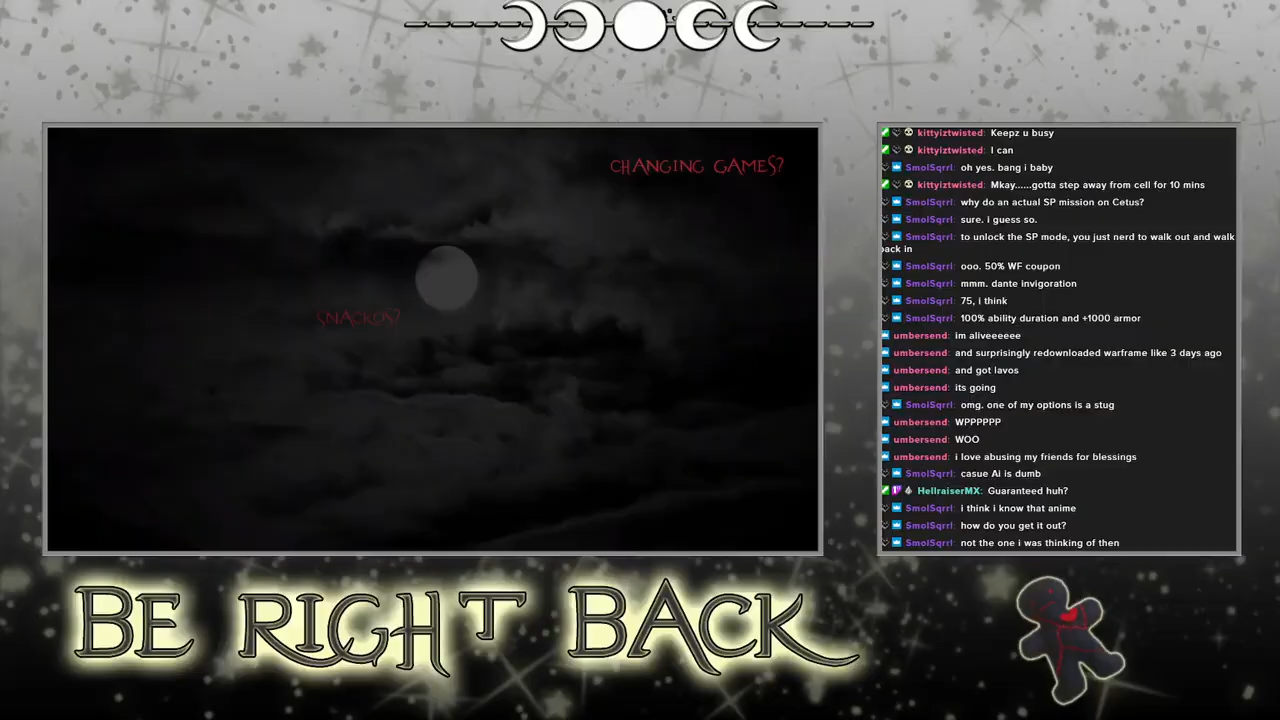 CHANGING GAMES?
SNACKOS?
kittyiztwisted: Keepz u busy
kittyiztwisted: I can
SmolSqrrl: oh yes. bang i baby
kittyiztwisted: Mkay......gotta step away from cell for 10 mins
SmolSqrrl: why do an actual SP mission on Cetus?
SmolSqrrl: sure. i guess so.
SmolSqrrl: to unlock the SP mode, you just nerd to walk out and walk
back in
SmolSqrrl: ooo. 50% WF coupon
SmolSqrrl: mmm. dante invigoration
SmolSqrrl: 75, i think
SmolSqrrl: 100% ability duration and +1000 armor
umbersend: im aliveeeeee
umbersend: and surprisingly redownloaded warframe like 3 days ago
umbersend: and got lavos
umbersend: its going
SmolSqrrl: omg. one of my options is a stug
umbersend: WPPPPPP
umbersend: WOO
umbersend: i love abusing my friends for blessings
SmolSqrrl: casue Ai is dumb
HellraiserMX: Guaranteed huh?
SmolSqrrl: i think i know that anime
SmolSqrrl: how do you get it out?
SmolSqrrl: not the one i was thinking of then
BE RIGHT BACK